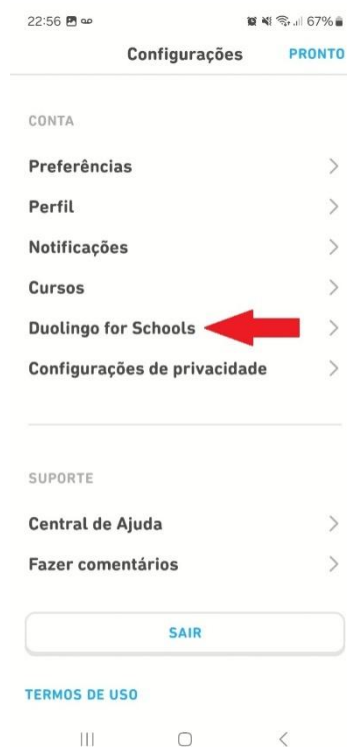 22:56 67%
Configurações PRONTO
CONTA
Preferências
Perfil
Notificações
Cursos
Duolingo for Schools
Configurações de privacidade
SUPORTE
Central de Ajuda
Fazer comentários
SAIR
TERMOS DE USO